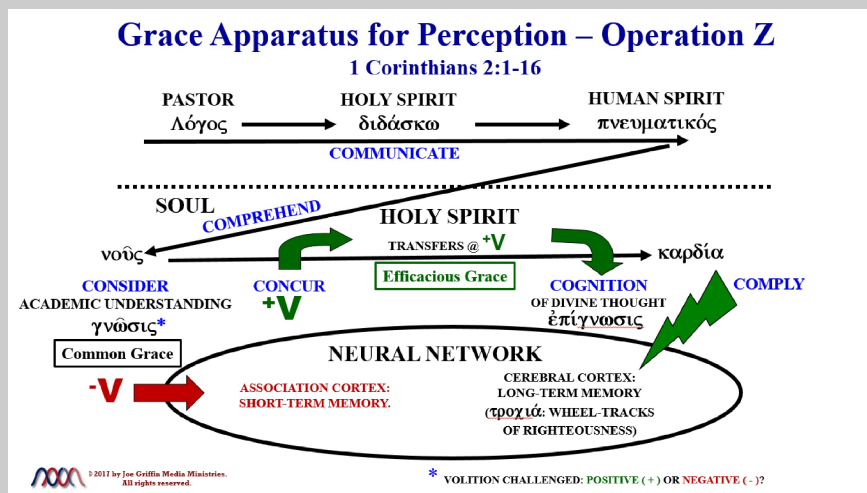 Grace Apparatus for Perception – Operation Z
1 Corinthians 2:1-16
PASTOR
Λόγος
HOLY SPIRIT
διδάσκω
HUMAN SPIRIT
πνευματικός
COMMUNICATE
SOUL
COMPREHEND
HOLY SPIRIT
TRANSFERS @ +V
Efficacious Grace
νοῦς
καρδία
CONSIDER
ACADEMIC UNDERSTANDING
γνῶσις*
Common Grace
CONCUR
+V
COGNITION
OF DIVINE THOUGHT
ἐπίγνωσις
COMPLY
NEURAL NETWORK
-V
ASSOCIATION CORTEX:
SHORT-TERM MEMORY.
CEREBRAL CORTEX:
LONG-TERM MEMORY
(τροχιά: WHEEL-TRACKS
OF RIGHTEOUSNESS)
© 2017 by Joe Griffin Media Ministries.
All rights reserved.
* VOLITION CHALLENGED: POSITIVE ( + ) OR NEGATIVE ( - )?